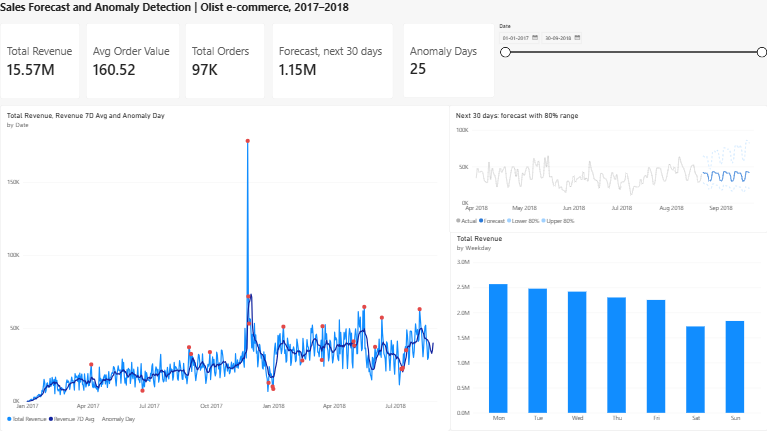 Sales Forecast and Anomaly Detection | Olist e-commerce, 2017–2018
Total Revenue
15.57M
Avg Order Value
160.52
Total Orders
97K
Forecast, next 30 days
1.15M
Anomaly Days
25
Date
01-01-2017 30-09-2018
Total Revenue, Revenue 7D Avg and Anomaly Day
by Date
150K
100K
50K
0K
Jan 2017 Apr 2017 Jul 2017 Oct 2017 Jan 2018 Apr 2018 Jul 2018
Total Revenue Revenue 7D Avg Anomaly Day
Next 30 days: forecast with 80% range
100K
50K
0K
Apr 2018 May 2018 Jun 2018 Jul 2018 Aug 2018 Sep 2018
Actual Forecast Lower 80% Upper 80%
Total Revenue
by Weekday
3.0M
2.5M
2.0M
1.5M
1.0M
0.5M
0.0M
Mon Tue Wed Thu Fri Sat Sun